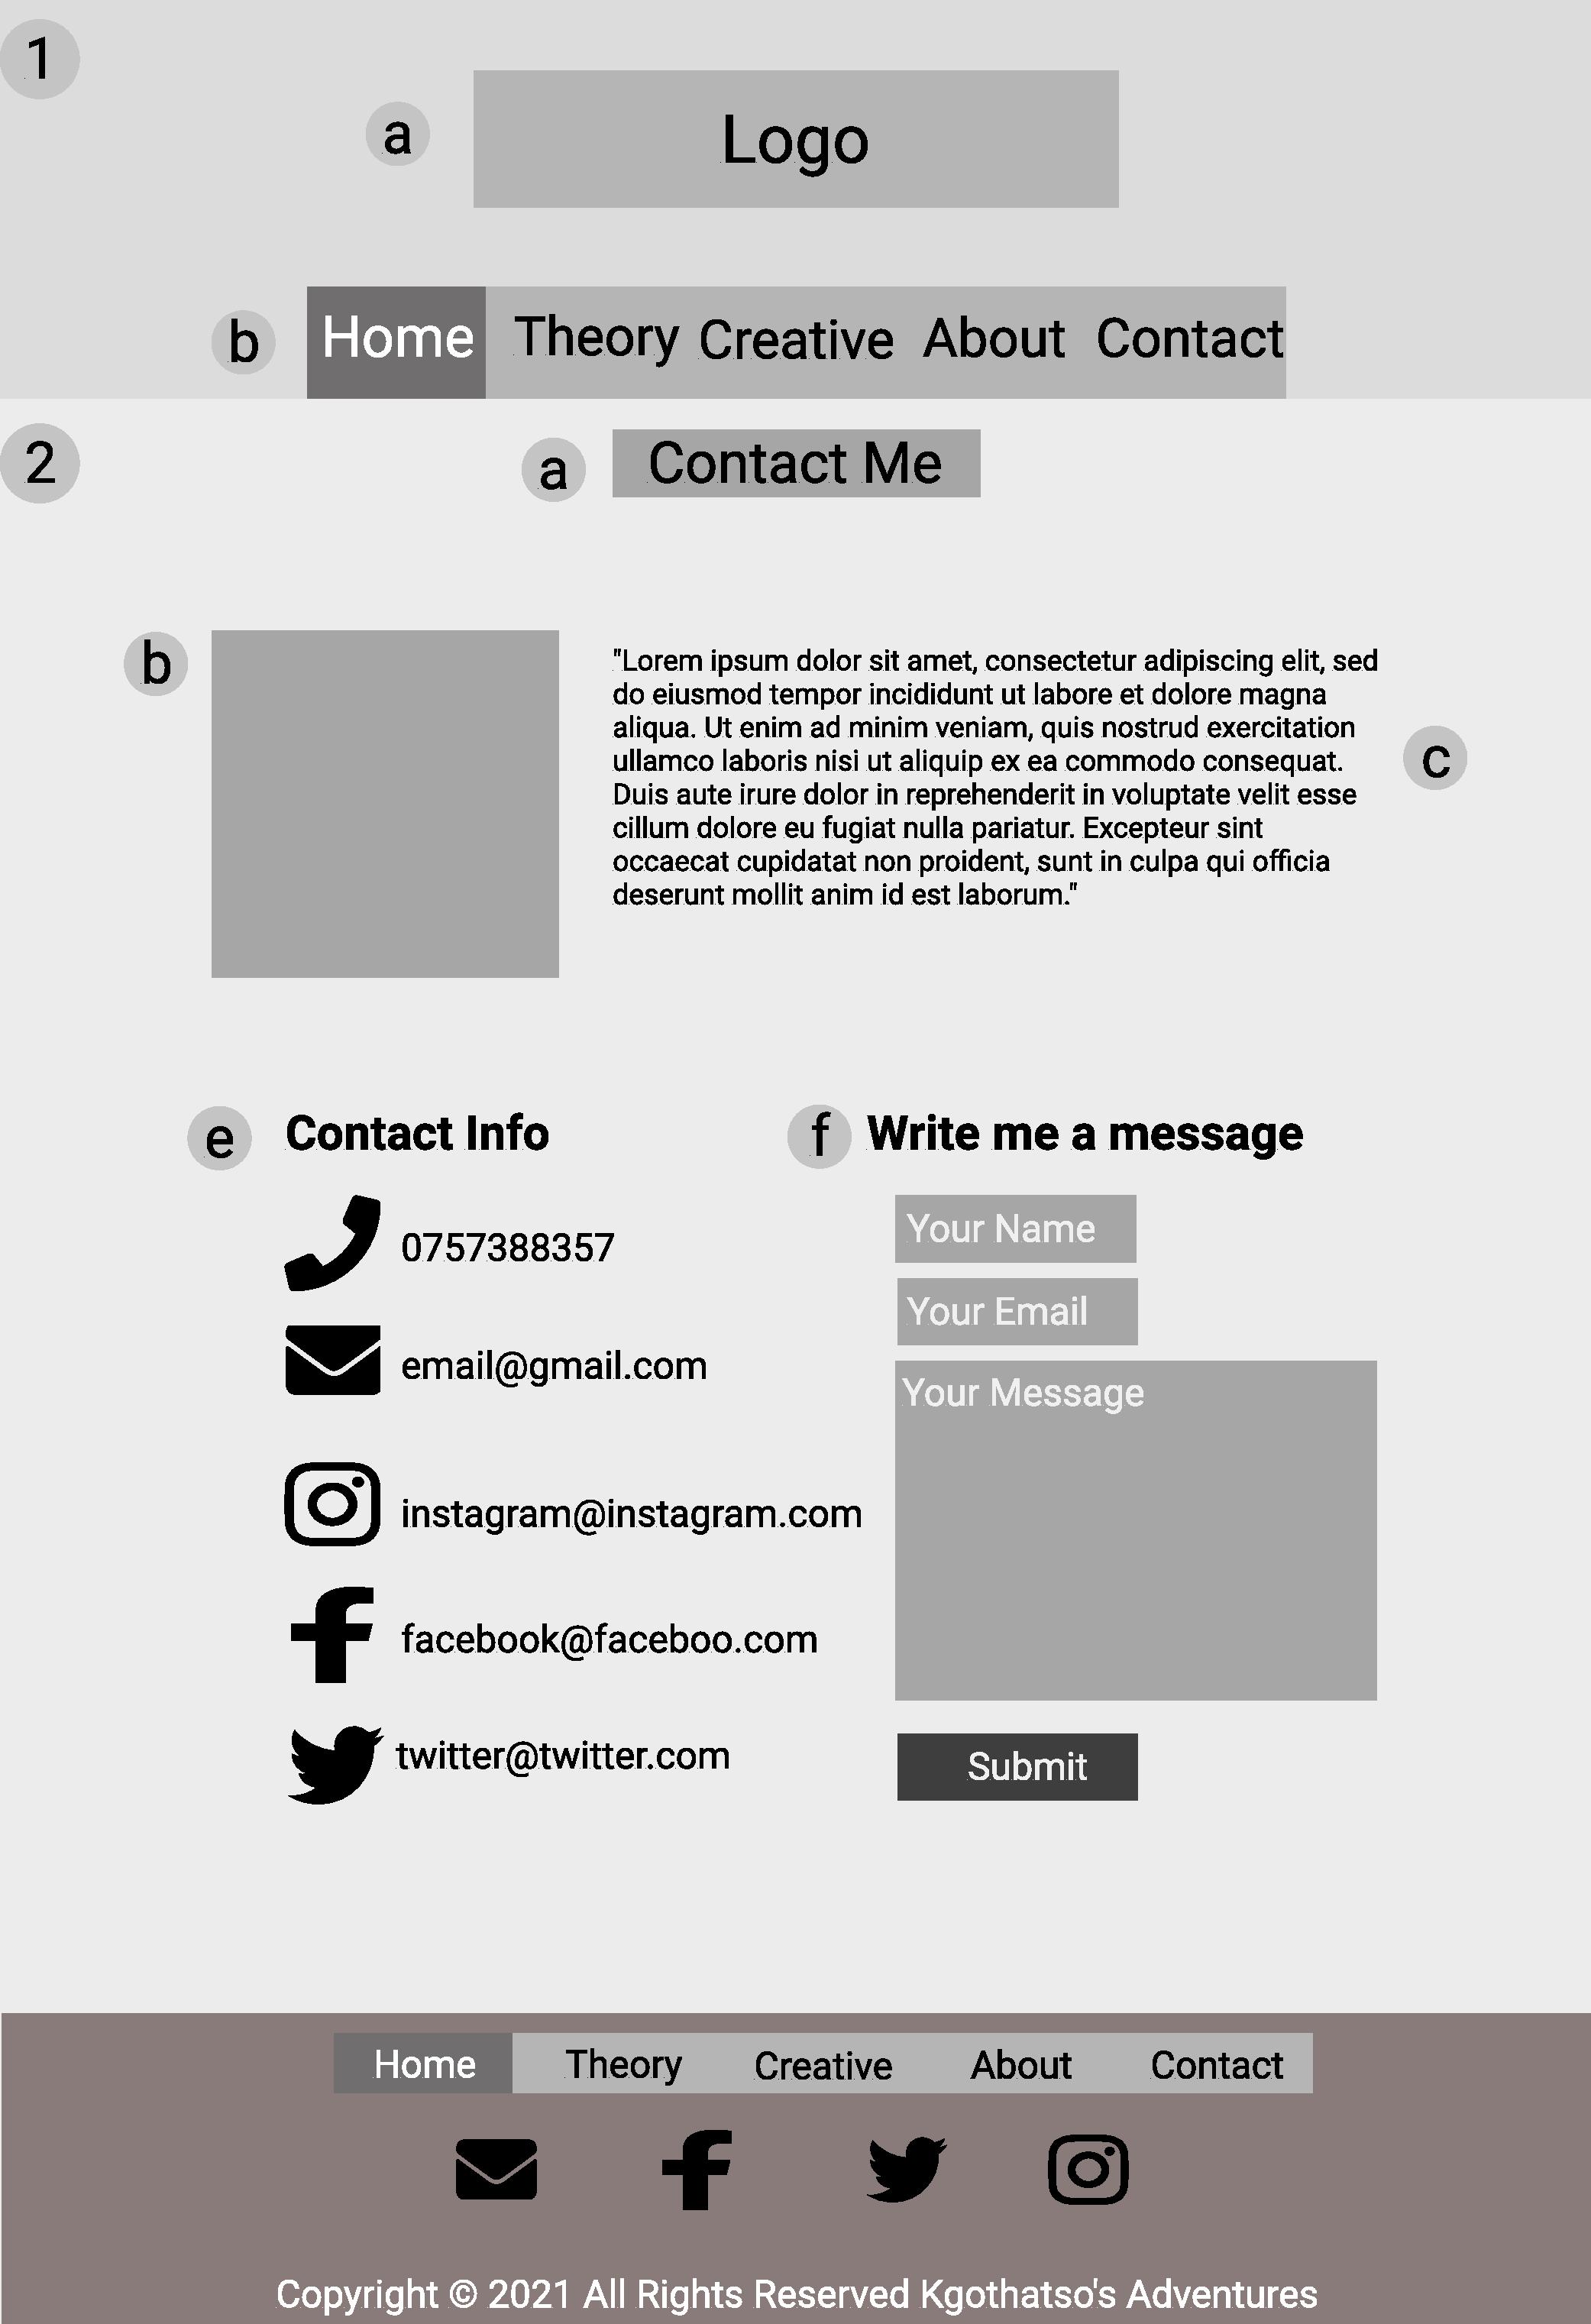 1
a
Logo
b
Home Theory Creative About Contact
2
a
Contact Me
b
"Lorem ipsum dolor sit amet, consectetur adipiscing elit, sed
do eiusmod tempor incididunt ut labore et dolore magna
aliqua. Ut enim ad minim veniam, quis nostrud exercitation
ullamco laboris nisi ut aliquip ex ea commodo consequat.
Duis aute irure dolor in reprehenderit in voluptate velit esse
cillum dolore eu fugiat nulla pariatur. Excepteur sint
occaecat cupidatat non proident, sunt in culpa qui officia
deserunt mollit anim id est laborum."
c
e
Contact Info
0757388357
email@gmail.com
instagram@instagram.com
facebook@faceboo.com
twitter@twitter.com
f
Write me a message
Your Name
Your Email
Your Message
Submit
Home Theory Creative About Contact
Copyright © 2021 All Rights Reserved Kgothatso's Adventures